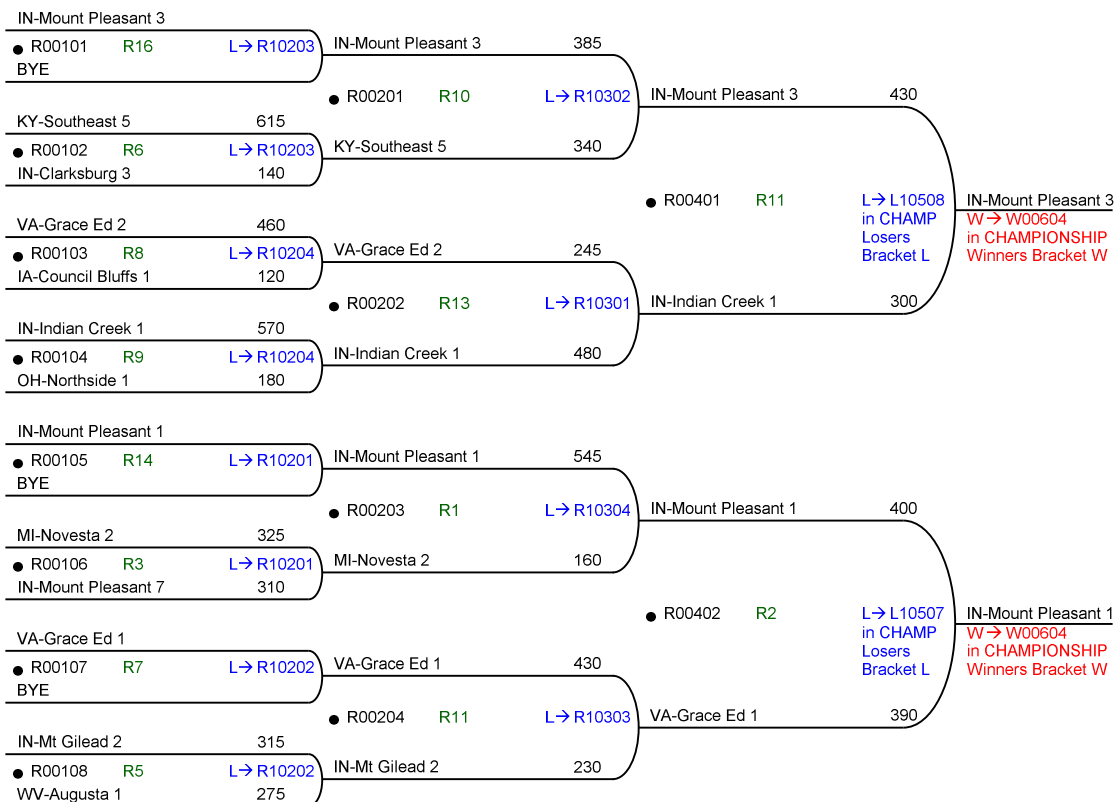 IN-Mount Pleasant 3
R00101 R16 L→ R10203
BYE
IN-Mount Pleasant 3 385
R00201 R10 L→ R10302
KY-Southeast 5 615
R00102 R6 L→ R10203
IN-Clarksburg 3 140
KY-Southeast 5 340
IN-Mount Pleasant 3 430
R00401 R11 L→ L10508
in CHAMP
Losers
Bracket L
IN-Mount Pleasant 3
W→ W00604
in CHAMPIONSHIP
Winners Bracket W
VA-Grace Ed 2 460
R00103 R8 L→ R10204
IA-Council Bluffs 1 120
VA-Grace Ed 2 245
R00202 R13 L→ R10301
IN-Indian Creek 1 300
IN-Indian Creek 1 570
R00104 R9 L→ R10204
OH-Northside 1 180
IN-Indian Creek 1 480
IN-Mount Pleasant 1
R00105 R14 L→ R10201
BYE
IN-Mount Pleasant 1 545
R00203 R1 L→ R10304
IN-Mount Pleasant 1 400
MI-Novesta 2 325
R00106 R3 L→ R10201
IN-Mount Pleasant 7 310
MI-Novesta 2 160
R00402 R2 L→ L10507
in CHAMP
Losers
Bracket L
IN-Mount Pleasant 1
W→ W00604
in CHAMPIONSHIP
Winners Bracket W
VA-Grace Ed 1
R00107 R7 L→ R10202
BYE
VA-Grace Ed 1 430
R00204 R11 L→ R10303
VA-Grace Ed 1 390
IN-Mt Gilead 2 315
R00108 R5 L→ R10202
WV-Augusta 1 275
IN-Mt Gilead 2 230